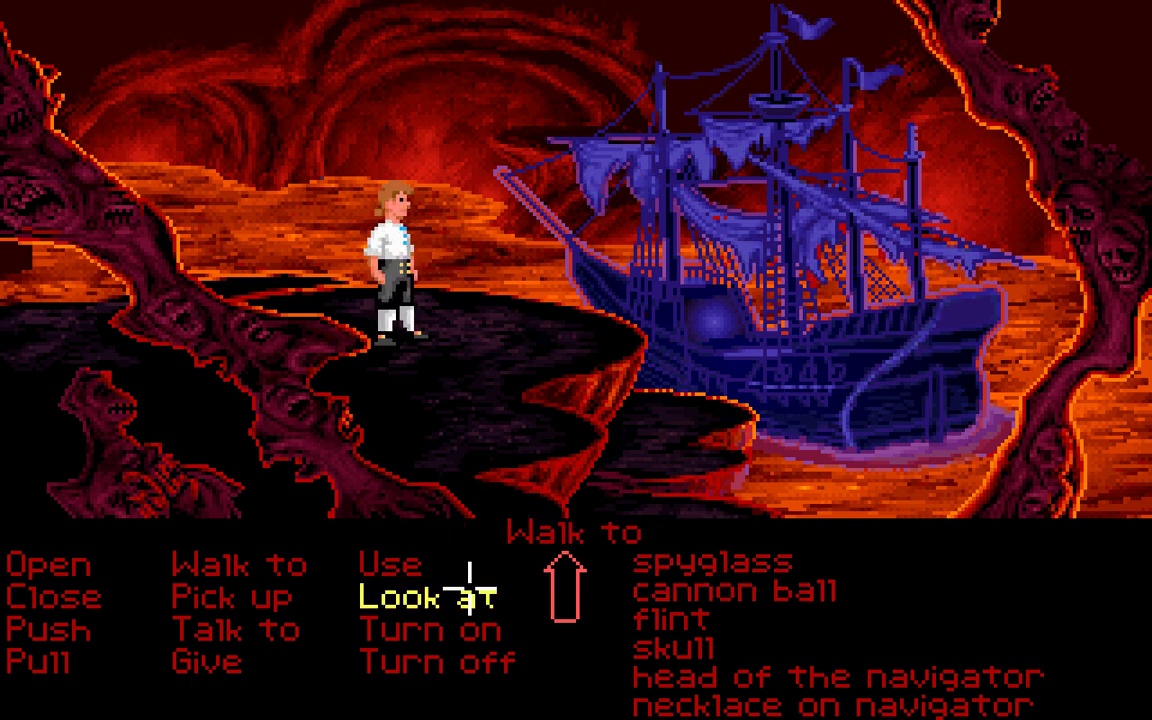 Walk to
Open Walk to Use
Close Pick up Look at
Push Talk to Turn on
Pull Give Turn off
spyglass
cannon ball
flint
skull
head of the navigator
necklace on navigator